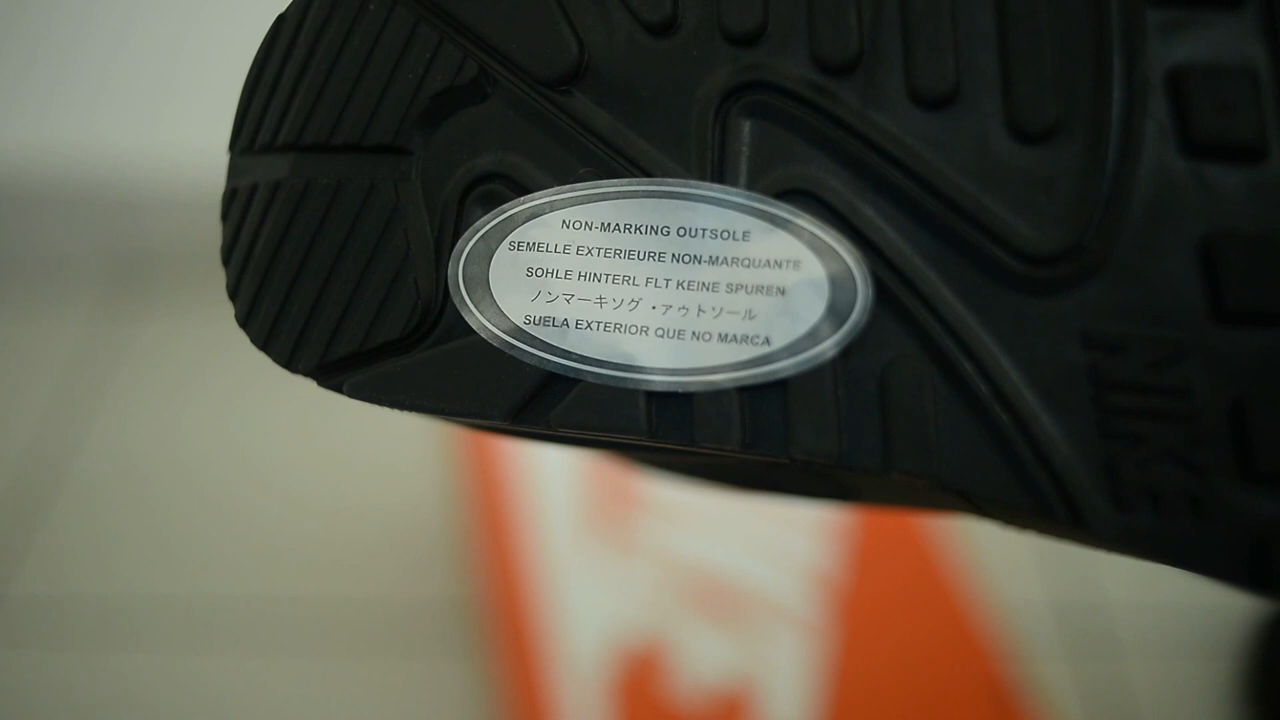 NON-MARKING OUTSOLE
SEMELLE EXTERIEURE NON-MARQUANTE
SOHLE HINTERL FLT KEINE SPUREN
ノンマーキソグ・アゥトソール
SUELA EXTERIOR QUE NO MARCA